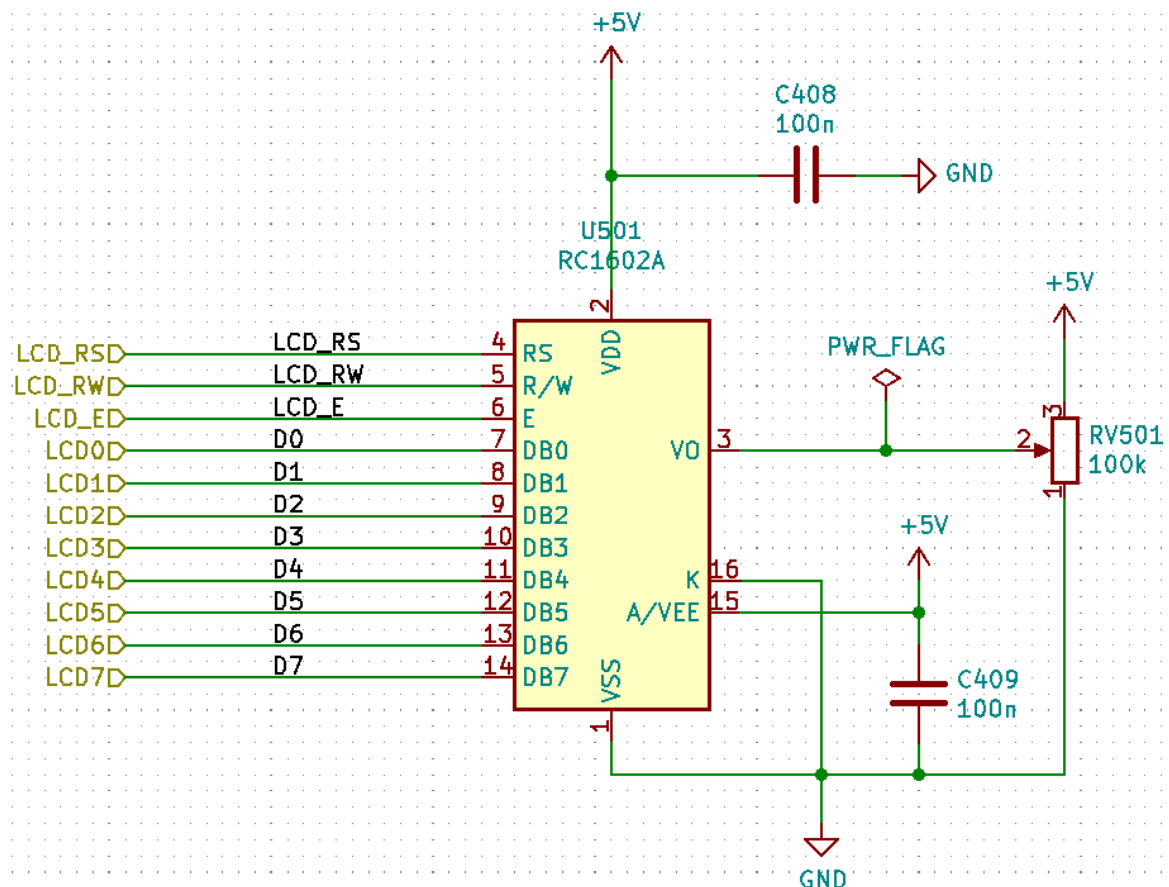 +5V
C408
100n
GND
U501
RC1602A
+5V
2
VDD
PWR_FLAG
LCD_RS LCD_RS 4 RS
LCD_RW LCD_RW 5 R/W
LCD_E LCD_E 6 E
LCD0 D0 7 DB0 VO 3 2 3 RV501
LCD1 D1 8 DB1 1 100k
LCD2 D2 9 DB2
LCD3 D3 10 DB3 +5V
LCD4 D4 11 DB4 K 16
LCD5 D5 12 DB5 A/VEE 15
LCD6 D6 13 DB6
LCD7 D7 14 DB7
VSS
1
C409
100n
GND